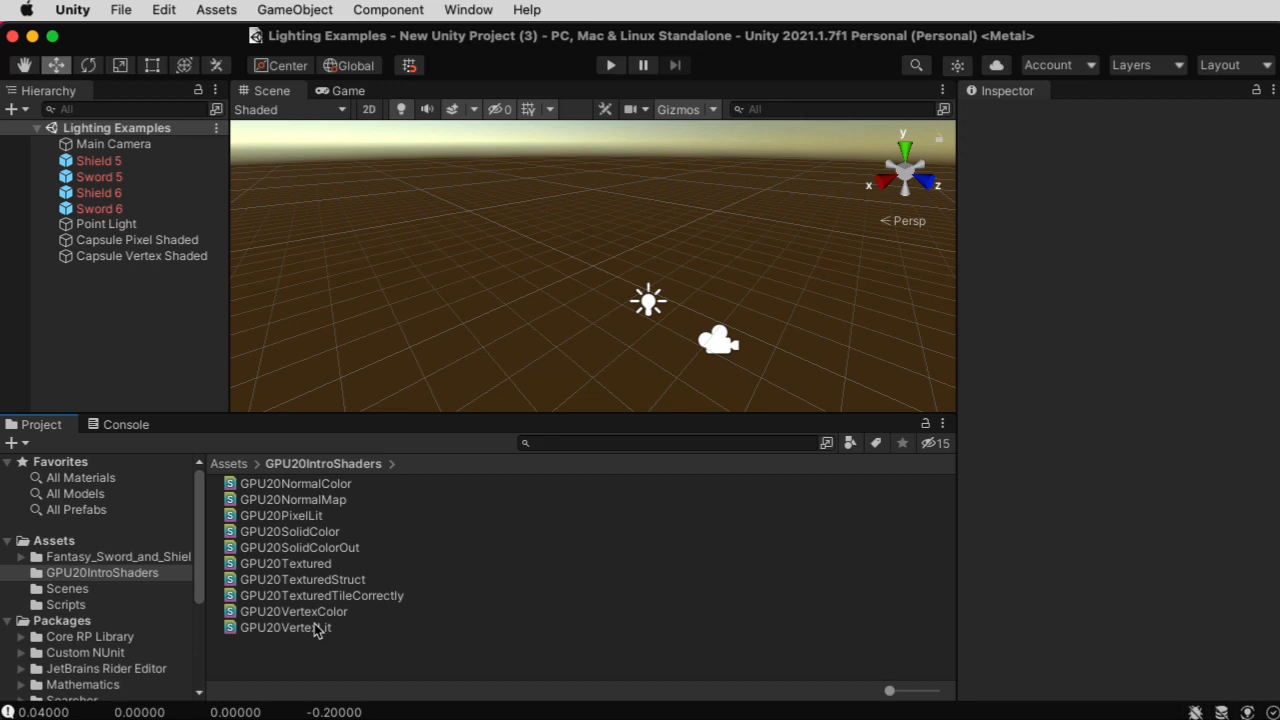 Unity File Edit Assets GameObject Component Window Help
Lighting Examples - New Unity Project (3) - PC, Mac & Linux Standalone - Unity 2021.1.7f1 Personal (Personal) <Metal>
Center Global Account Layers Layout
Hierarchy
All
Lighting Examples
Main Camera
Shield 5
Sword 5
Shield 6
Sword 6
Point Light
Capsule Pixel Shaded
Capsule Vertex Shaded
Scene Game
Shaded 2D 0 Gizmos All
y
x
z
Persp
Inspector
Project Console
15
Favorites
All Materials
All Models
All Prefabs
Assets
Fantasy_Sword_and_Shiel
GPU20IntroShaders
Scenes
Scripts
Packages
Core RP Library
Custom NUnit
JetBrains Rider Editor
Mathematics
Assets > GPU20IntroShaders >
GPU20NormalColor
GPU20NormalMap
GPU20PixelLit
GPU20SolidColor
GPU20SolidColorOut
GPU20Textured
GPU20TexturedStruct
GPU20TexturedTileCorrectly
GPU20VertexColor
GPU20VertexLit
0.04000 0.00000 0.00000 -0.20000